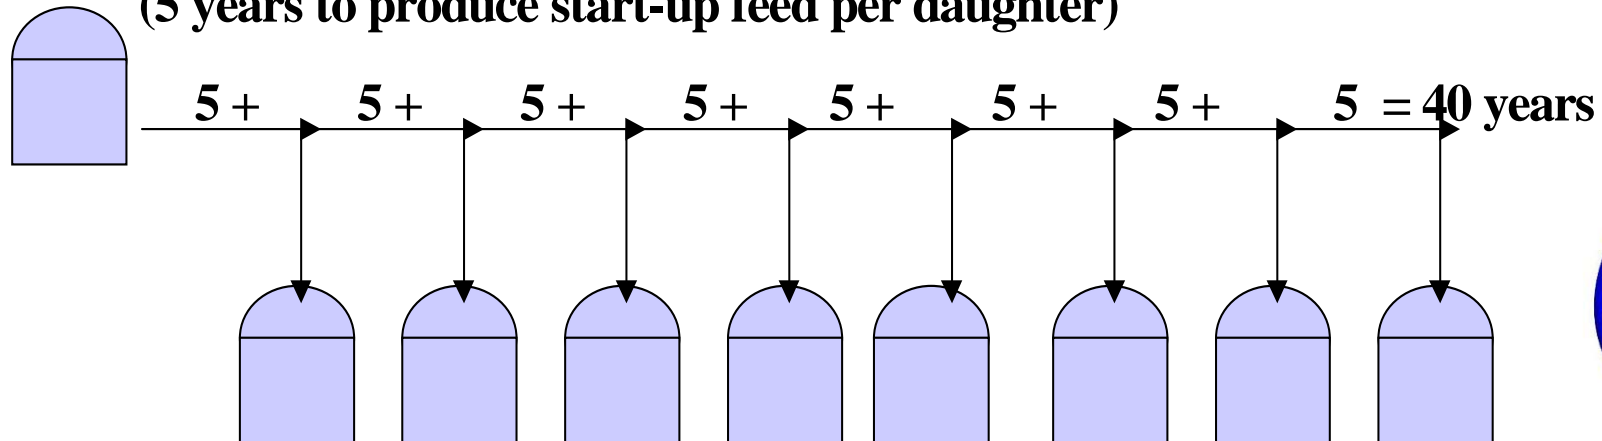 (5 years to produce start-up feed per daughter)
5 + 5 + 5 + 5 + 5 + 5 + 5 + 5 = 40 years